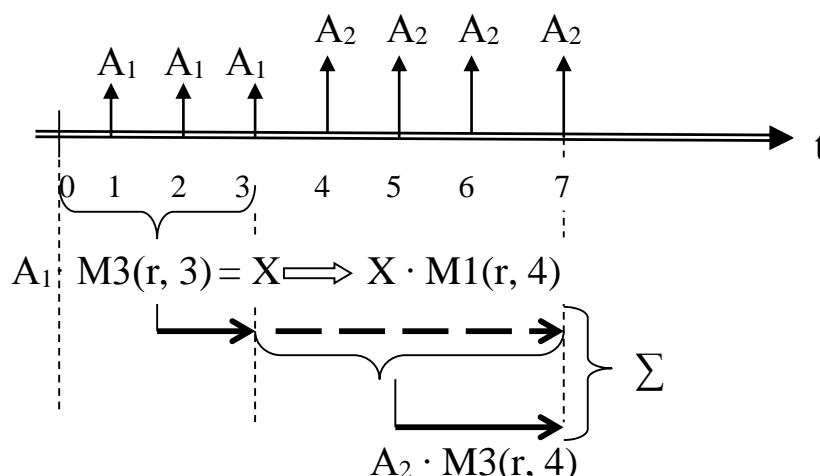 A₁ A₁ A₁ A₂ A₂ A₂ A₂
t
0 1 2 3 4 5 6 7
A₁· M3(r, 3) = X ⇒ X · M1(r, 4)
∑
A₂ · M3(r, 4)